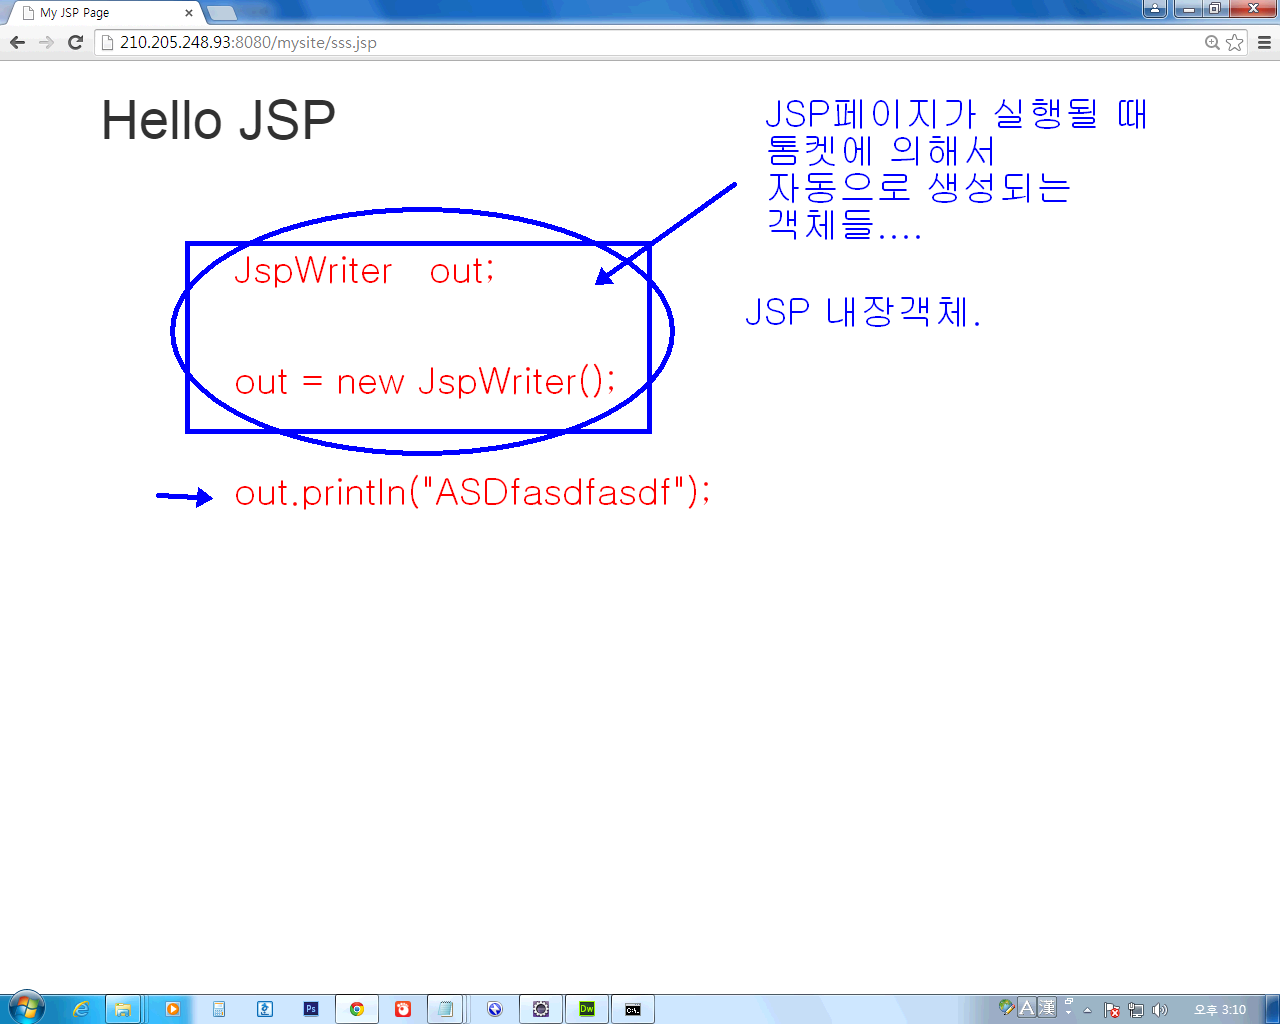 My JSP Page
210.205.248.93:8080/mysite/sss.jsp
Hello JSP
JSP페이지가 실행될 때
톰켓에 의해서
자동으로 생성되는
객체들....
JspWriter out;
JSP 내장객체.
out = new JspWriter();
out.println("ASDfasdfasdf");
Ps
Dw
C:\.
A 漢
오후 3:10